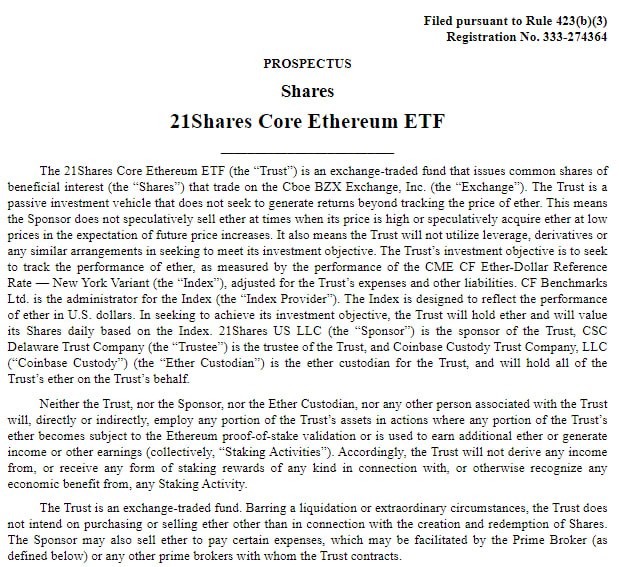 Filed pursuant to Rule 423(b)(3)
Registration No. 333-274364
PROSPECTUS
Shares
21Shares Core Ethereum ETF
The 21Shares Core Ethereum ETF (the “Trust”) is an exchange-traded fund that issues common shares of
beneficial interest (the “Shares”) that trade on the Cboe BZX Exchange, Inc. (the “Exchange”). The Trust is a
passive investment vehicle that does not seek to generate returns beyond tracking the price of ether. This means
the Sponsor does not speculatively sell ether at times when its price is high or speculatively acquire ether at low
prices in the expectation of future price increases. It also means the Trust will not utilize leverage, derivatives or
any similar arrangements in seeking to meet its investment objective. The Trust’s investment objective is to seek
to track the performance of ether, as measured by the performance of the CME CF Ether-Dollar Reference
Rate — New York Variant (the “Index”), adjusted for the Trust’s expenses and other liabilities. CF Benchmarks
Ltd. is the administrator for the Index (the “Index Provider”). The Index is designed to reflect the performance
of ether in U.S. dollars. In seeking to achieve its investment objective, the Trust will hold ether and will value
its Shares daily based on the Index. 21Shares US LLC (the “Sponsor”) is the sponsor of the Trust, CSC
Delaware Trust Company (the “Trustee”) is the trustee of the Trust, and Coinbase Custody Trust Company, LLC
(“Coinbase Custody”) (the “Ether Custodian”) is the ether custodian for the Trust, and will hold all of the
Trust’s ether on the Trust’s behalf.
Neither the Trust, nor the Sponsor, nor the Ether Custodian, nor any other person associated with the Trust
will, directly or indirectly, employ any portion of the Trust’s assets in actions where any portion of the Trust’s
ether becomes subject to the Ethereum proof-of-stake validation or is used to earn additional ether or generate
income or other earnings (collectively, “Staking Activities”). Accordingly, the Trust will not derive any income
from, or receive any form of staking rewards of any kind in connection with, or otherwise recognize any
economic benefit from, any Staking Activity.
The Trust is an exchange-traded fund. Barring a liquidation or extraordinary circumstances, the Trust does
not intend on purchasing or selling ether other than in connection with the creation and redemption of Shares.
The Sponsor may also sell ether to pay certain expenses, which may be facilitated by the Prime Broker (as
defined below) or any other prime brokers with whom the Trust contracts.